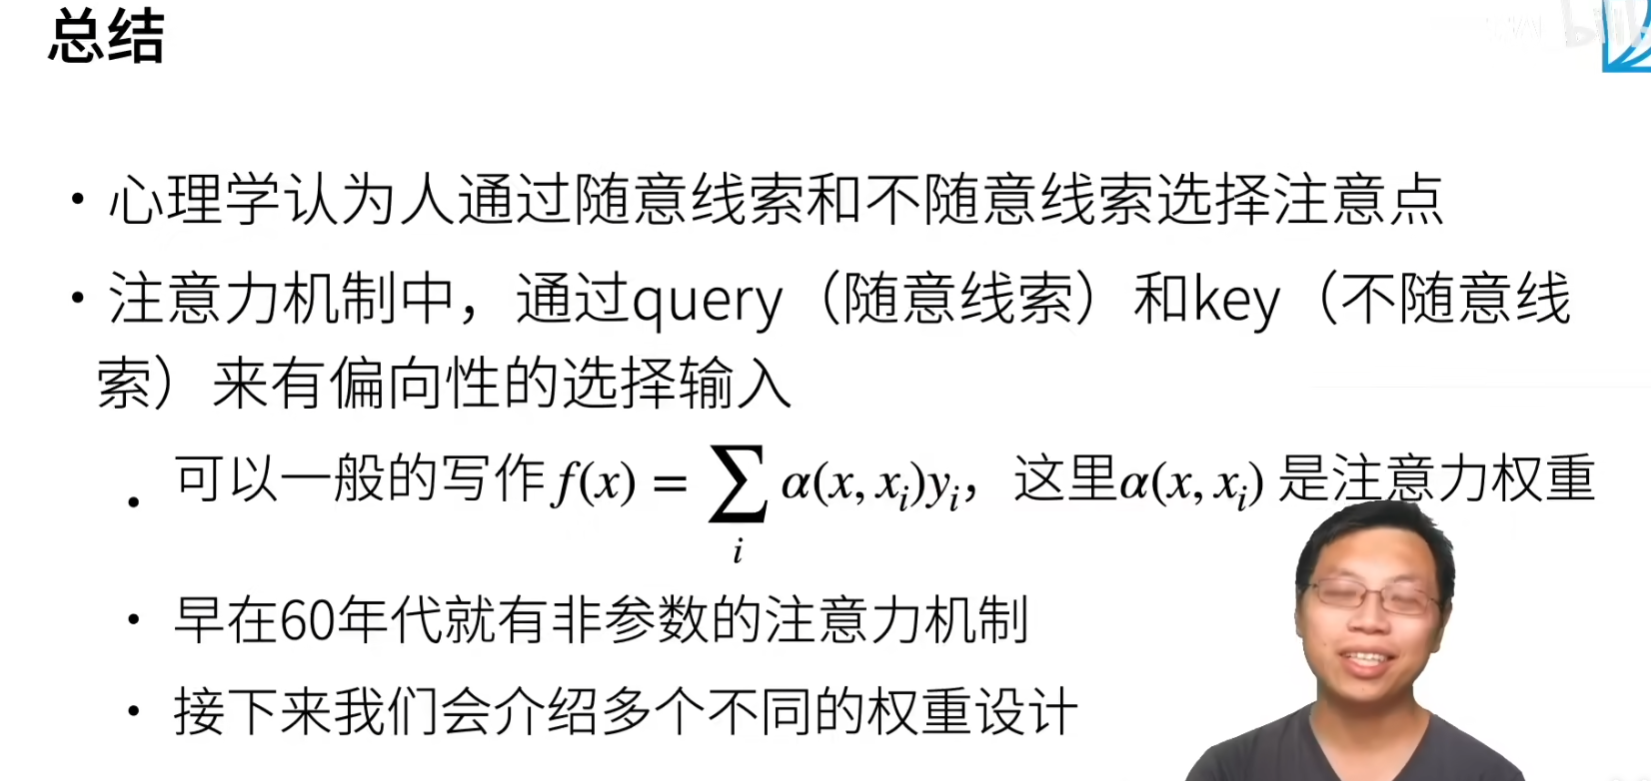 总结
• 心理学认为人通过随意线索和不随意线索选择注意点
• 注意力机制中，通过query（随意线索）和key（不随意线
索）来有偏向性的选择输入
• 可以一般的写作 f(x) = ∑_i α(x, x_i)y_i，这里α(x, x_i) 是注意力权重
• 早在60年代就有非参数的注意力机制
• 接下来我们会介绍多个不同的权重设计